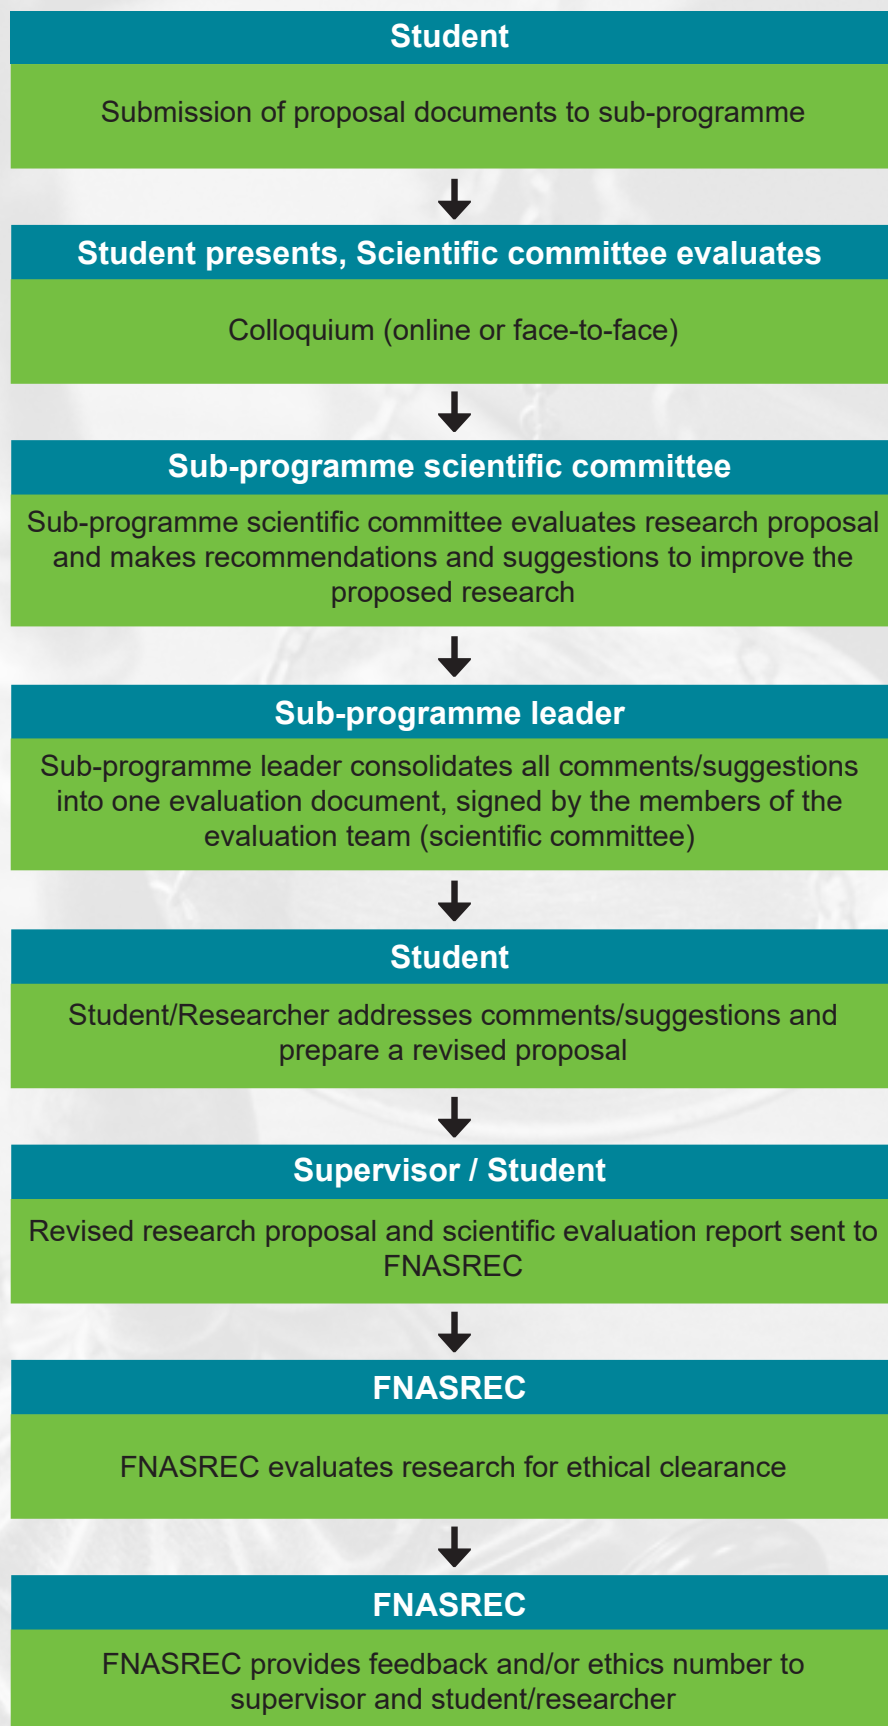 Student
Submission of proposal documents to sub-programme
Student presents, Scientific committee evaluates
Colloquium (online or face-to-face)
Sub-programme scientific committee
Sub-programme scientific committee evaluates research proposal
and makes recommendations and suggestions to improve the
proposed research
Sub-programme leader
Sub-programme leader consolidates all comments/suggestions
into one evaluation document, signed by the members of the
evaluation team (scientific committee)
Student
Student/Researcher addresses comments/suggestions and
prepare a revised proposal
Supervisor / Student
Revised research proposal and scientific evaluation report sent to
FNASREC
FNASREC
FNASREC evaluates research for ethical clearance
FNASREC
FNASREC provides feedback and/or ethics number to
supervisor and student/researcher